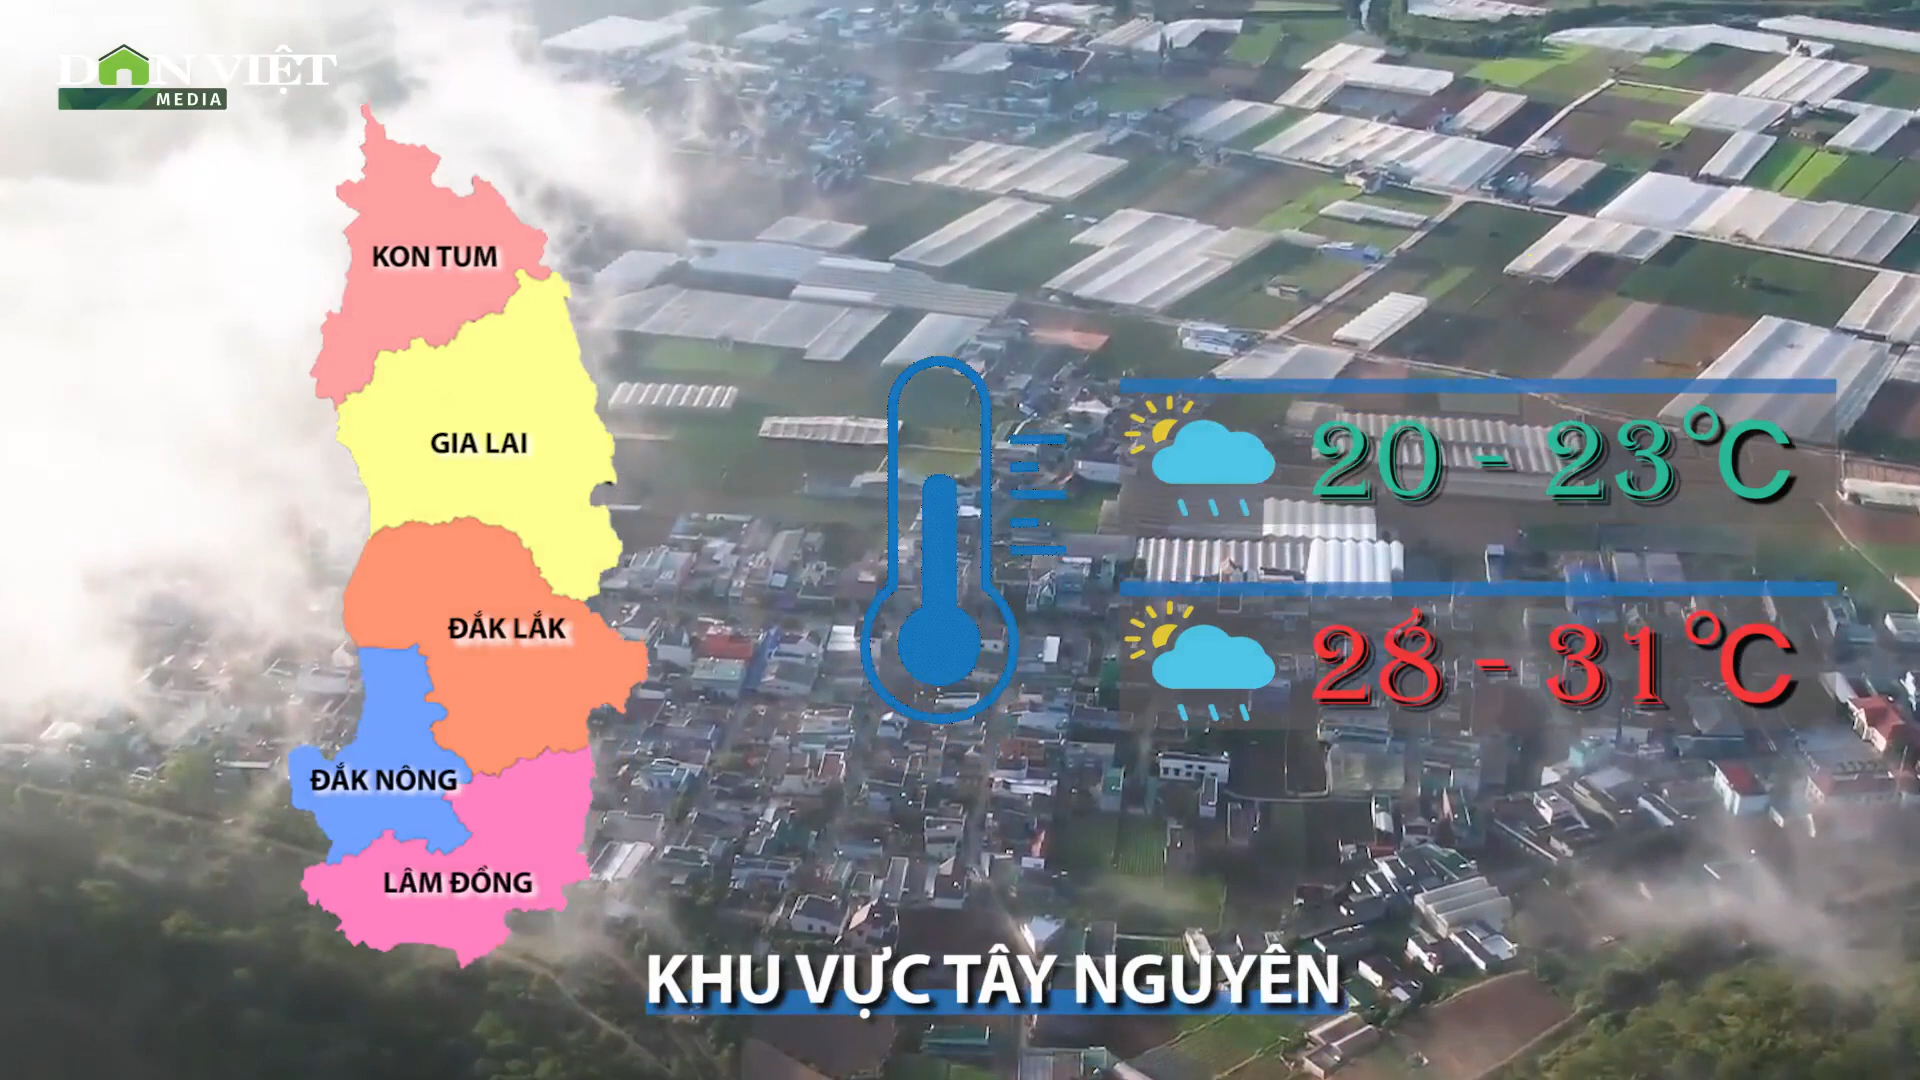 DÂN VIỆT
MEDIA
KON TUM
GIA LAI
ĐẮK LẮK
ĐẮK NÔNG
LÂM ĐỒNG
20 - 23°C
28 - 31°C
KHU VỰC TÂY NGUYÊN